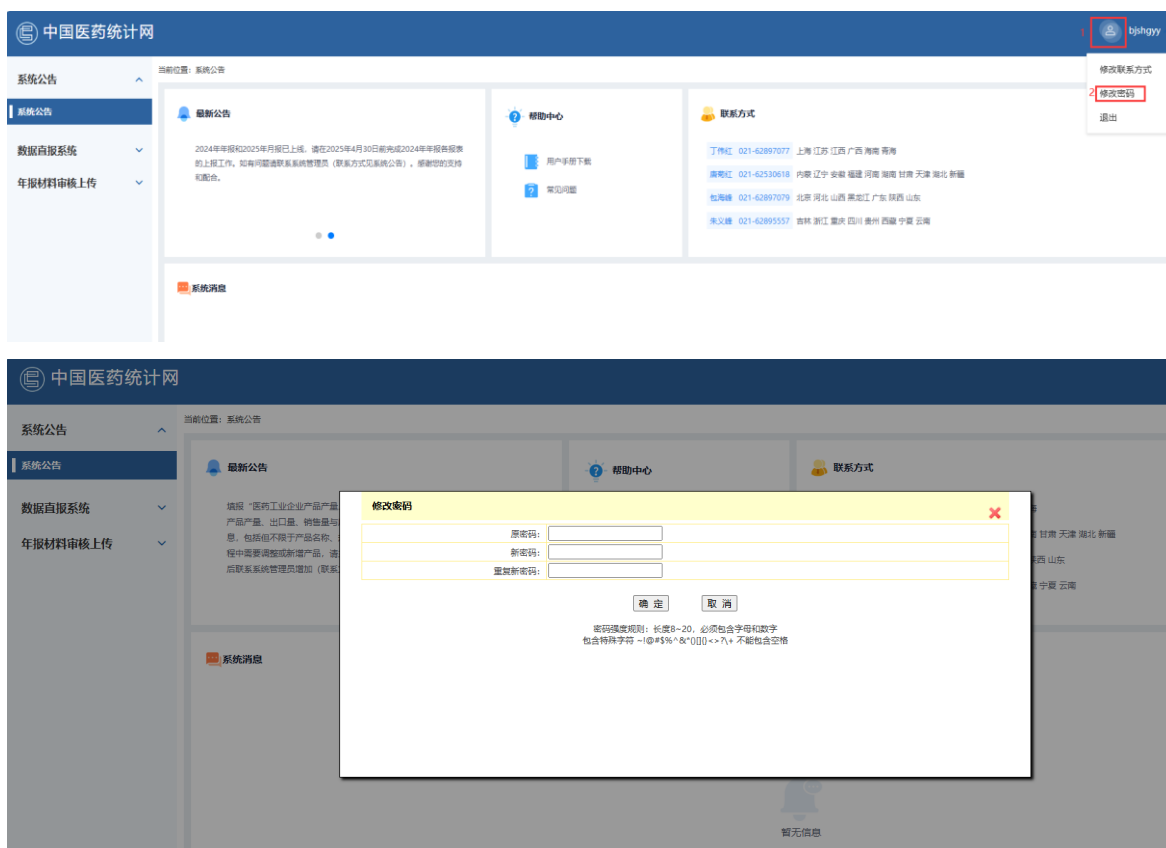 中国医药统计网
1
bjshgyy
系统公告
系统公告
数据直报系统
年报材料审核上传
当前位置：系统公告
修改联系方式
2 修改密码
退出
最新公告
2024年年报和2025年月报已上线，请在2025年4月30日前完成2024年年报各报表
的上报工作。如有问题请联系系统管理员（联系方式见系统公告），感谢您的支持
和配合。
帮助中心
用户手册下载
常见问题
联系方式
丁伟红 021-62897077 上海 江苏 江西 广西 海南 青海
唐菊红 021-62530618 内蒙 辽宁 安徽 福建 河南 湖南 甘肃 天津 湖北 新疆
包海峰 021-62897079 北京 河北 山西 黑龙江 广东 陕西 山东
朱义峰 021-62895557 吉林 浙江 重庆 四川 贵州 西藏 宁夏 云南
系统消息
中国医药统计网
系统公告
系统公告
数据直报系统
年报材料审核上传
当前位置：系统公告
最新公告
帮助中心
联系方式
填报“医药工业企业产品产量、
产品产量、出口量、销售量与
息，包括但不限于产品名称、
程中需要调整或新增产品，请
后联系系统管理员增加（联系
甘肃 天津 湖北 新疆
陕西 山东
宁夏 云南
修改密码
原密码：
新密码：
重复新密码：
确 定 取 消
密码强度规则：长度8~20，必须包含字母和数字
包含特殊字符 ~!@#$%^&*()[]{}<>?\+ 不能包含空格
系统消息
暂无信息